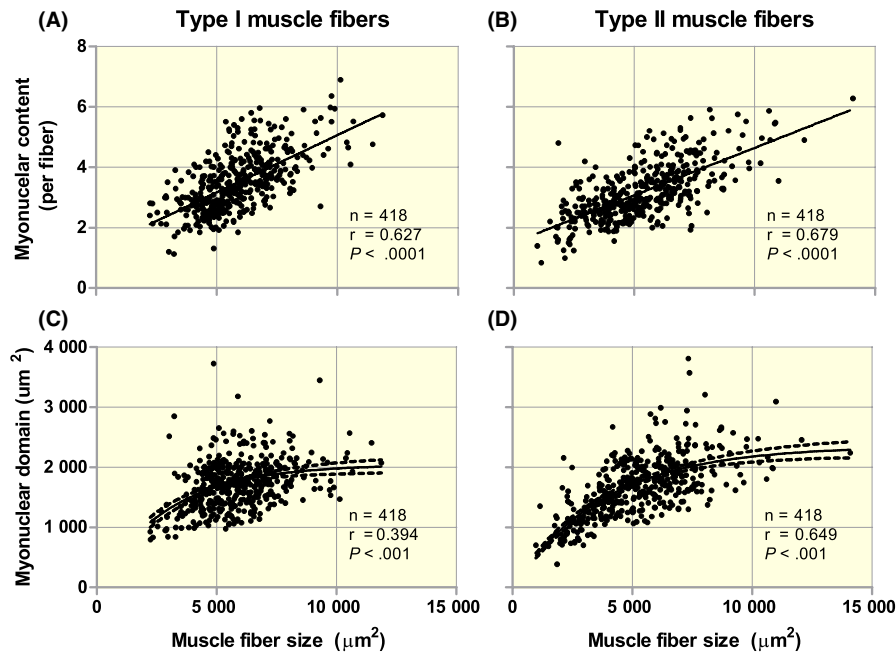 (A) Type I muscle fibers
(B) Type II muscle fibers
Myonucelar content
(per fiber)
8
6
4
2
0
n = 418
r = 0.627
P < .0001
n = 418
r = 0.679
P < .0001
(C)
(D)
Myonuclear domain (um²)
4 000
3 000
2 000
1 000
0
n = 418
r = 0.394
P < .001
n = 418
r = 0.649
P < .001
0 5 000 10 000 15 000
0 5 000 10 000 15 000
Muscle fiber size (μm²)
Muscle fiber size (μm²)